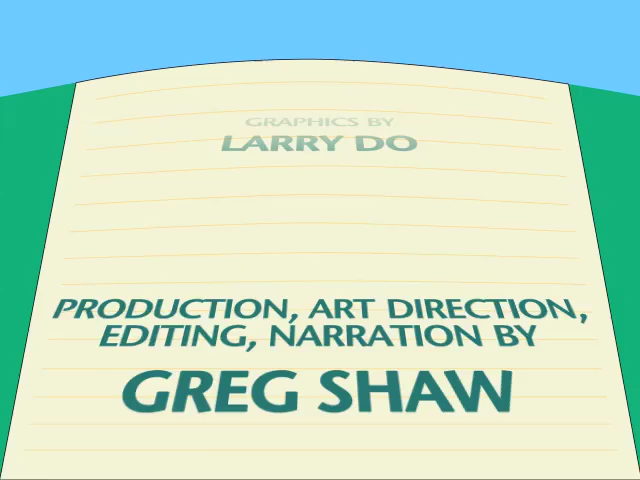 GRAPHICS BY
LARRY DO
PRODUCTION, ART DIRECTION,
EDITING, NARRATION BY
GREG SHAW